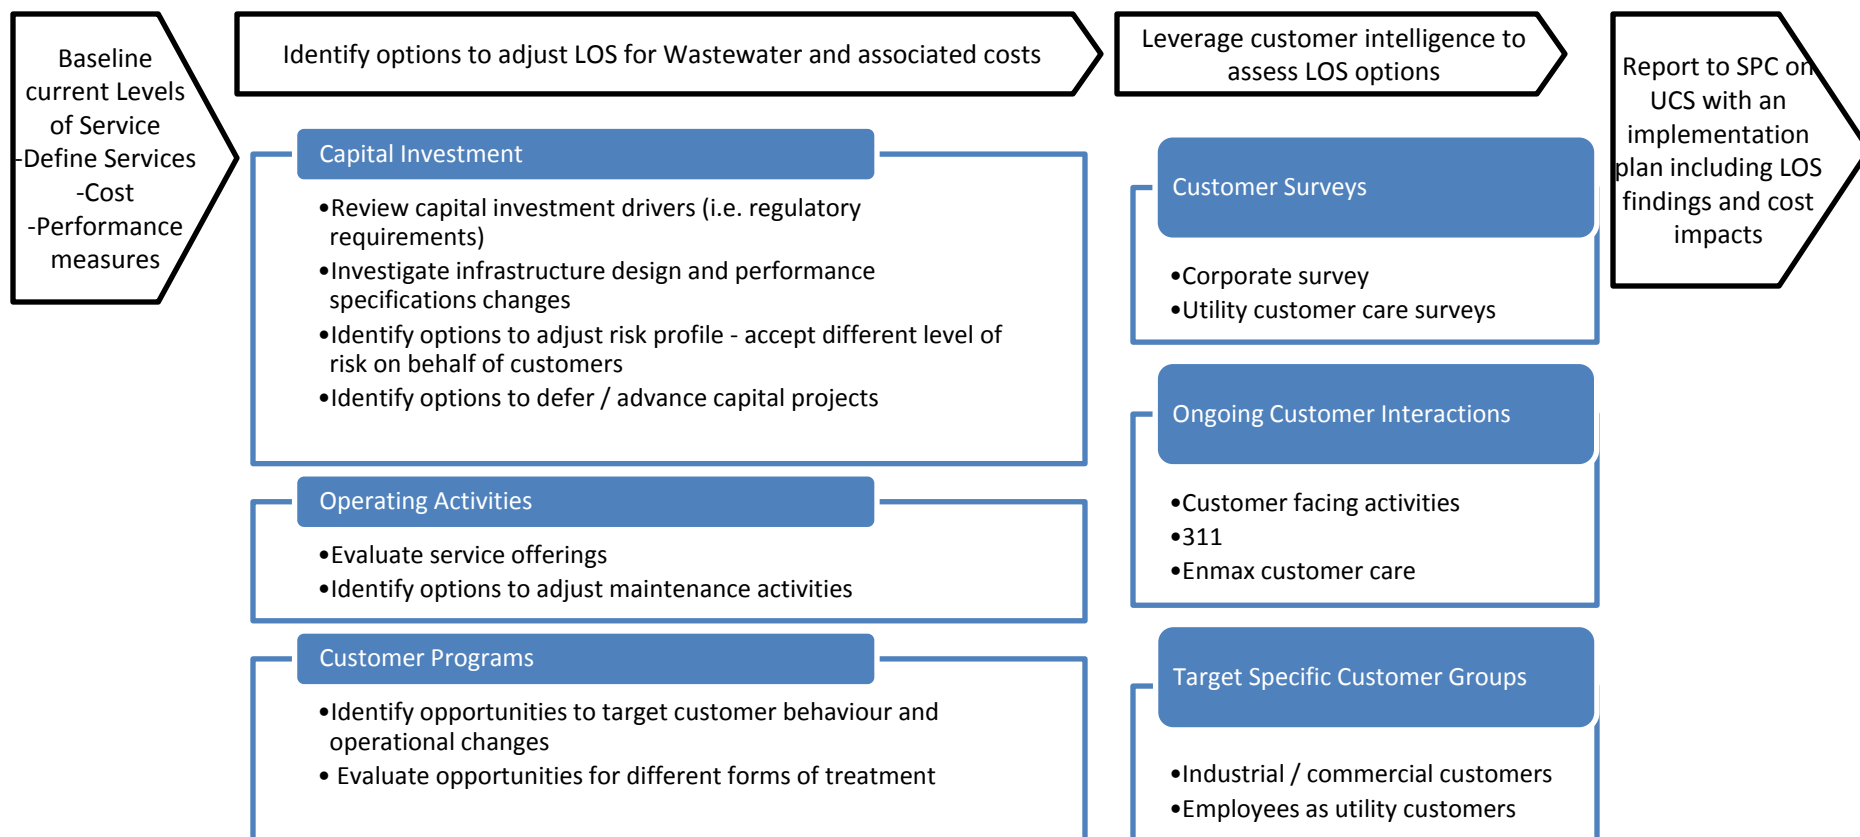 Baseline
current Levels
of Service
-Define Services
-Cost
-Performance
measures
Identify options to adjust LOS for Wastewater and associated costs
Capital Investment
•Review capital investment drivers (i.e. regulatory
requirements)
•Investigate infrastructure design and performance
specifications changes
•Identify options to adjust risk profile - accept different level of
risk on behalf of customers
•Identify options to defer / advance capital projects
Operating Activities
•Evaluate service offerings
•Identify options to adjust maintenance activities
Customer Programs
•Identify opportunities to target customer behaviour and
operational changes
• Evaluate opportunities for different forms of treatment
Leverage customer intelligence to
assess LOS options
Customer Surveys
•Corporate survey
•Utility customer care surveys
Ongoing Customer Interactions
•Customer facing activities
•311
•Enmax customer care
Target Specific Customer Groups
•Industrial / commercial customers
•Employees as utility customers
Report to SPC on
UCS with an
implementation
plan including LOS
findings and cost
impacts